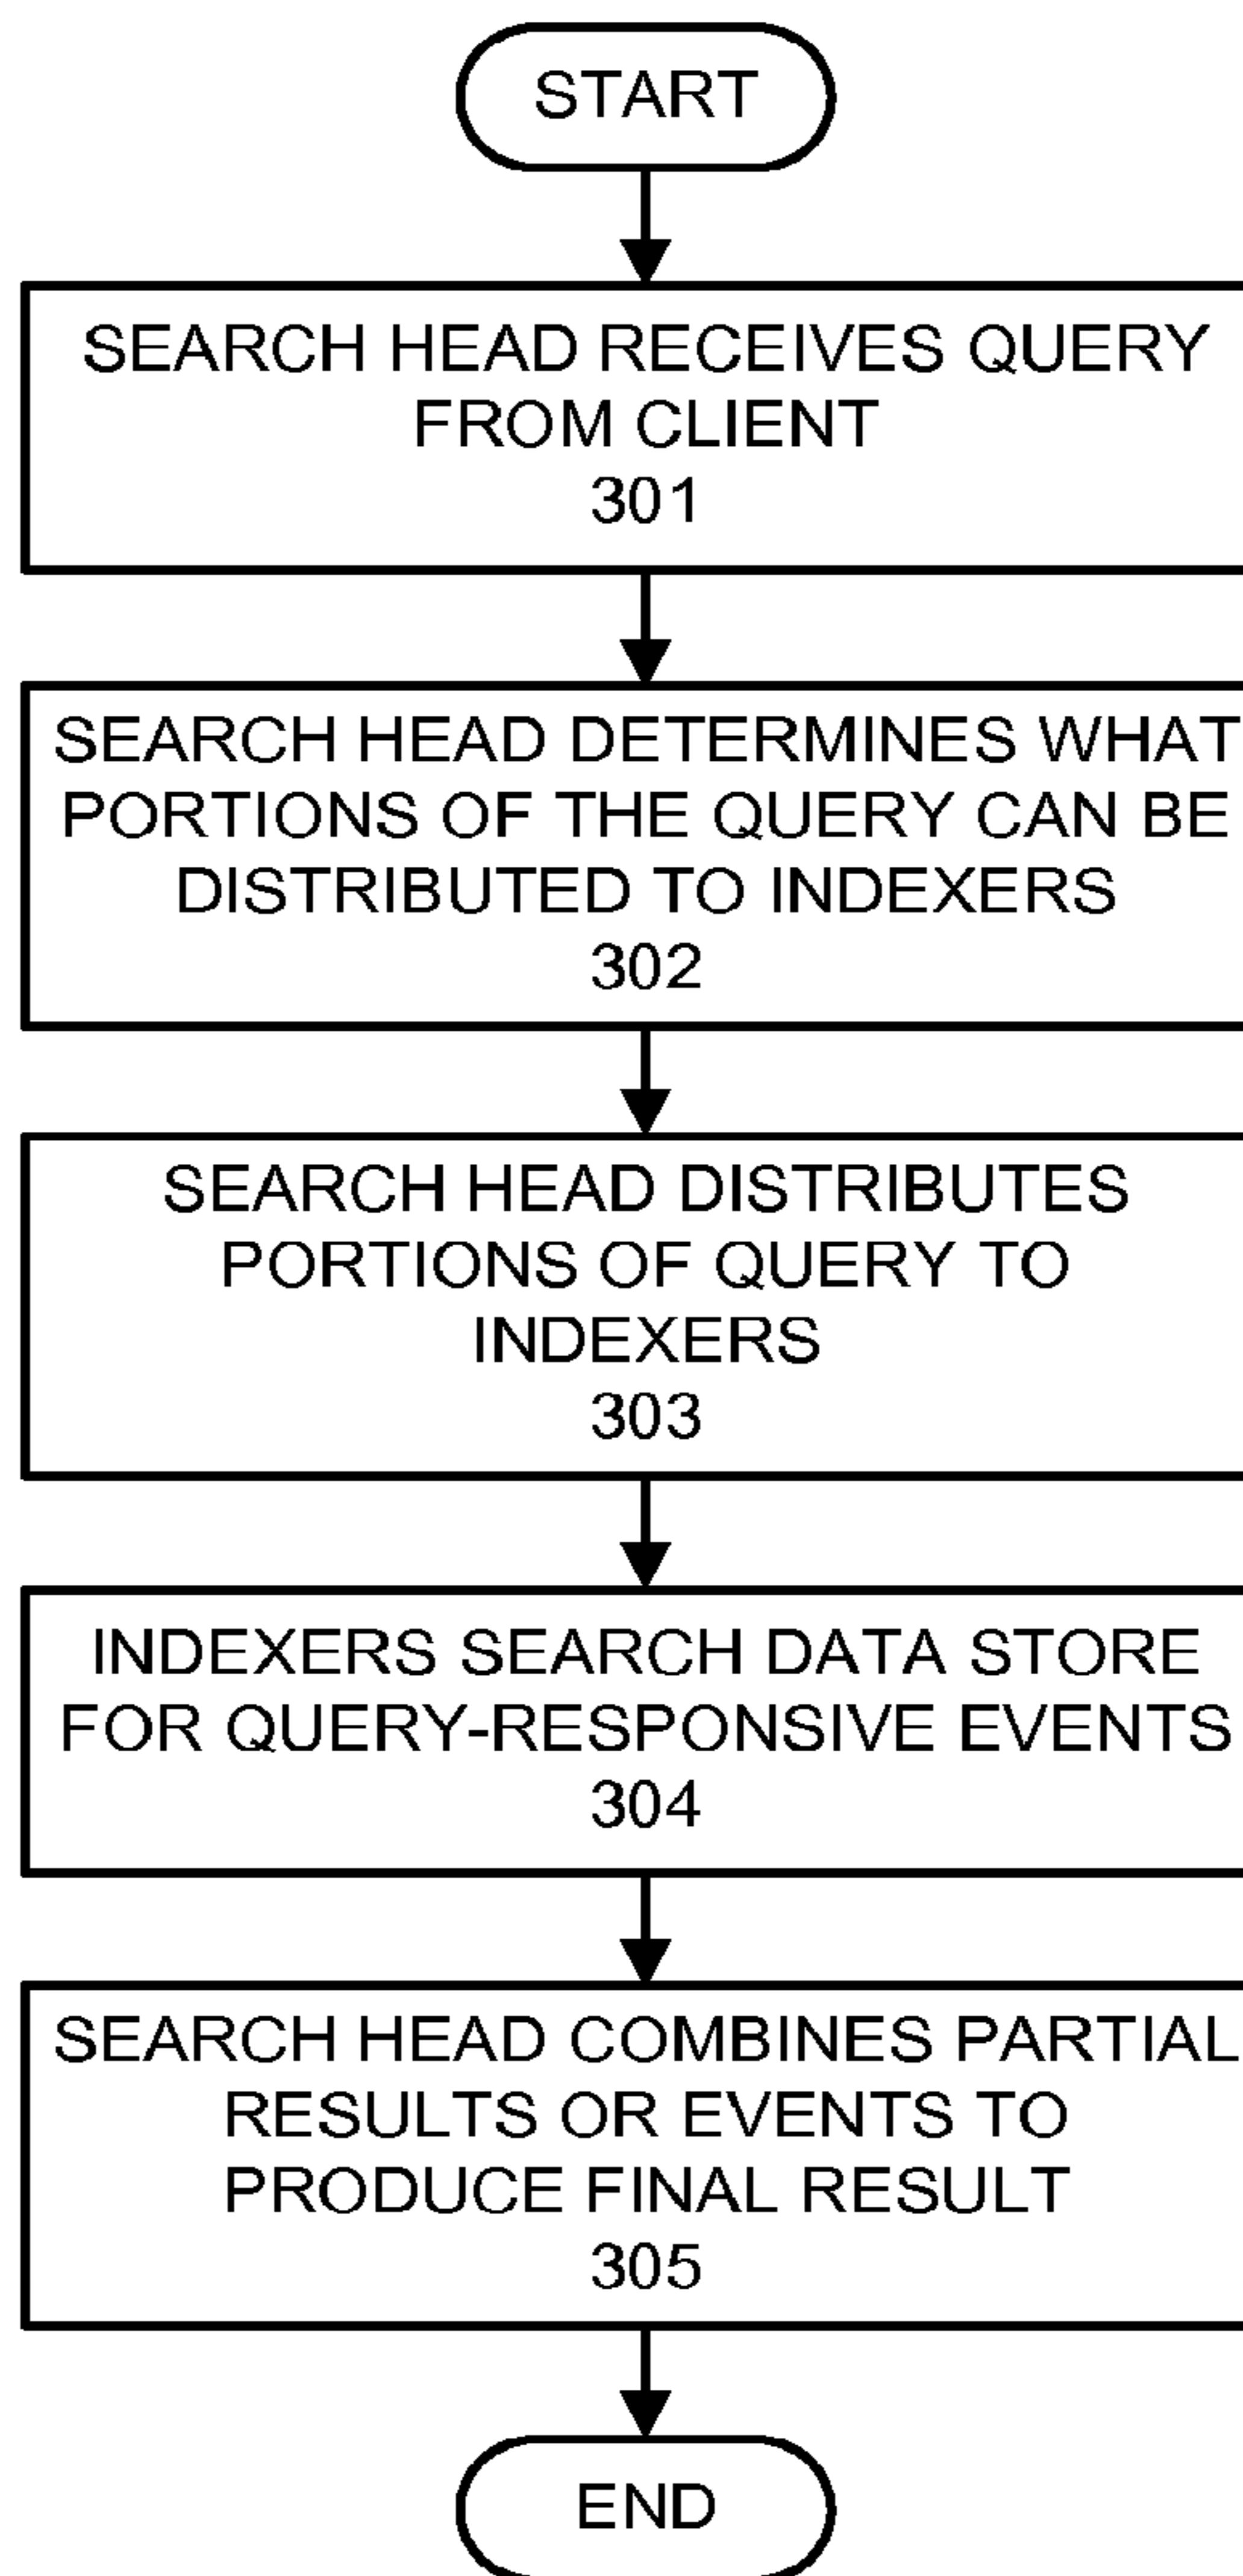 START
SEARCH HEAD RECEIVES QUERY
FROM CLIENT
301
SEARCH HEAD DETERMINES WHAT
PORTIONS OF THE QUERY CAN BE
DISTRIBUTED TO INDEXERS
302
SEARCH HEAD DISTRIBUTES
PORTIONS OF QUERY TO
INDEXERS
303
INDEXERS SEARCH DATA STORE
FOR QUERY-RESPONSIVE EVENTS
304
SEARCH HEAD COMBINES PARTIAL
RESULTS OR EVENTS TO
PRODUCE FINAL RESULT
305
END